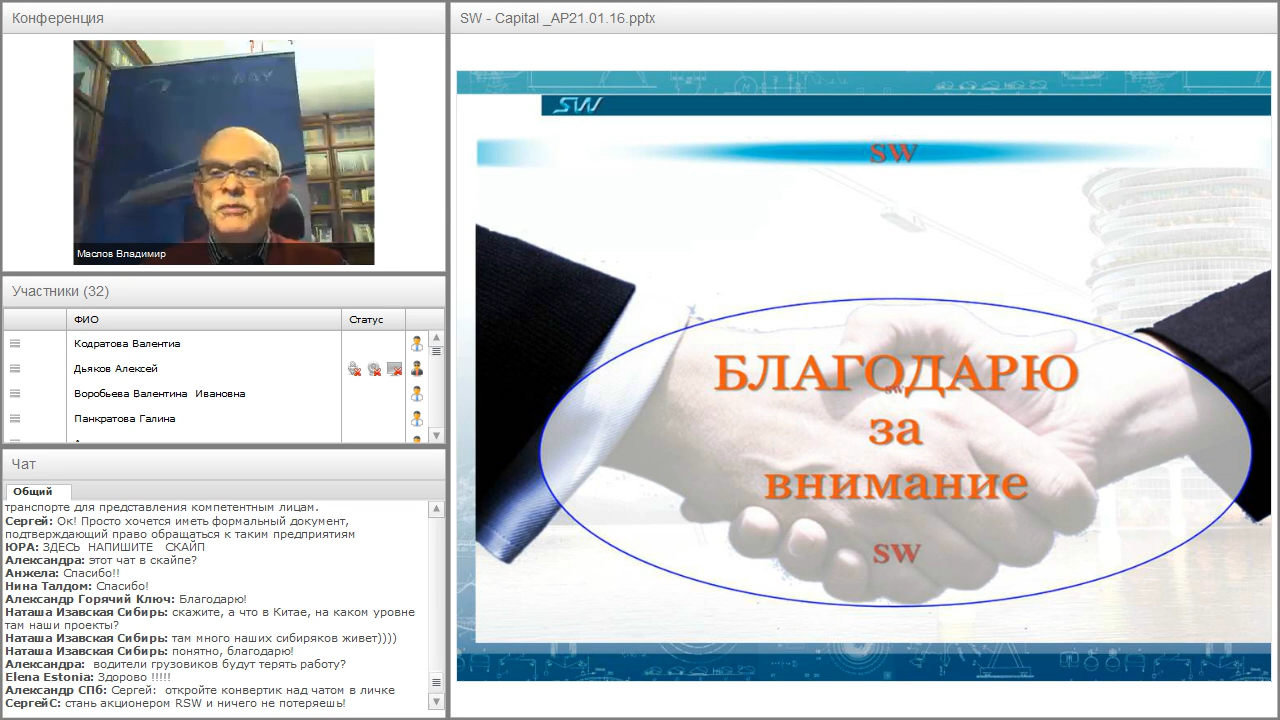 Конференция
Маслов Владимир
Участники (32)
ФИО
Статус
Кодратова Валентиа
Дьяков Алексей
Воробьева Валентина Ивановна
Панкратова Галина
Чат
Общий
транспорте для представления компетентным лицам.
Сергей: Ок! Просто хочется иметь формальный документ,
подтверждающий право обращаться к таким предприятиям
ЮРА: ЗДЕСЬ НАПИШИТЕ СКАЙП
Александра: этот чат в скайпе?
Анжела: Спасибо!!
Нина Талдом: Спасибо!
Александр Горячий Ключ: Благодарю!
Наташа Изавская Сибирь: скажите, а что в Китае, на каком уровне
там наши проекты?
Наташа Изавская Сибирь: там много наших сибиряков живет))))
Наташа Изавская Сибирь: понятно, благодарю!
Александра: водители грузовиков будут терять работу?
Elena Estonia: Здорово !!!!!
Александр СПб: Сергей: откройте конвертик над чатом в личке
СергейС: стань акционером RSW и ничего не потеряешь!
SW - Capital _AP21.01.16.pptx
SW
SW
БЛАГОДАРЮ
SW
за
внимание
SW